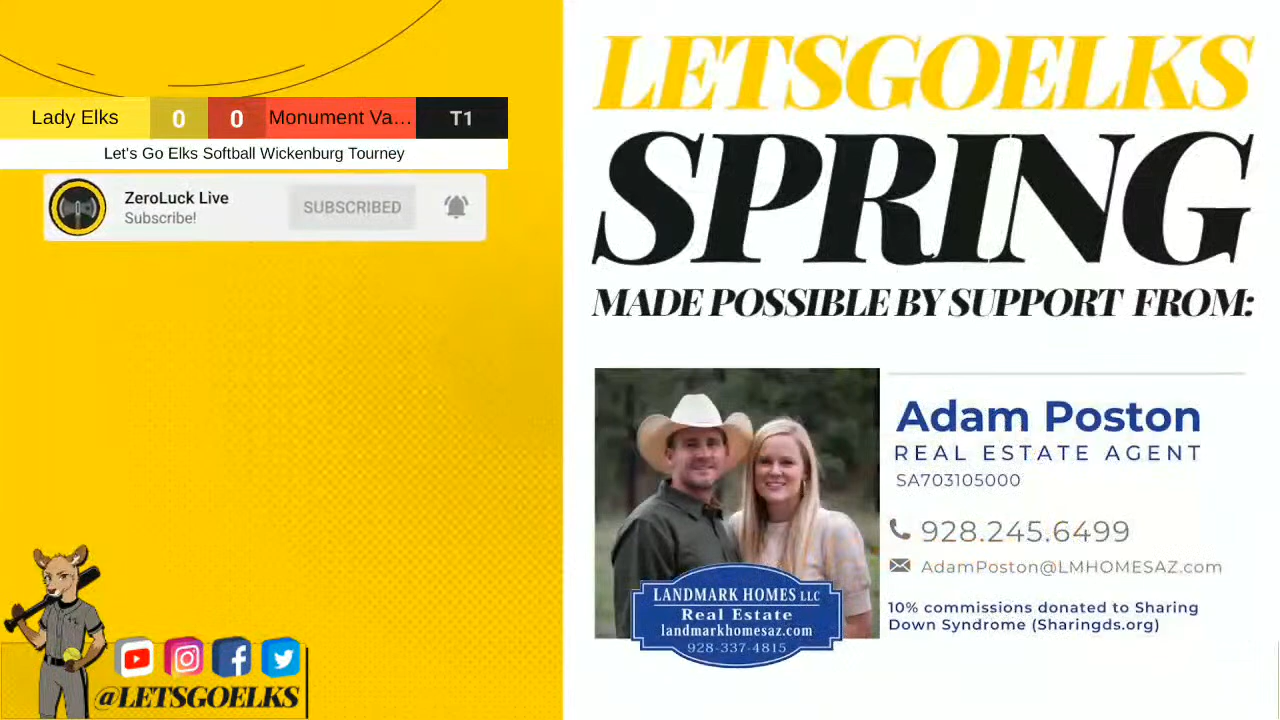 Lady Elks 0 0 Monument Va... T1
Let's Go Elks Softball Wickenburg Tourney
ZeroLuck Live
Subscribe!
SUBSCRIBED
@LETSGOELKS
LETSGOELKS
SPRING
MADE POSSIBLE BY SUPPORT FROM:
Adam Poston
REAL ESTATE AGENT
SA703105000
928.245.6499
AdamPoston@LMHOMESAZ.com
10% commissions donated to Sharing
Down Syndrome (Sharingds.org)
LANDMARK HOMES LLC
Real Estate
landmarkhomesaz.com
928-337-4815